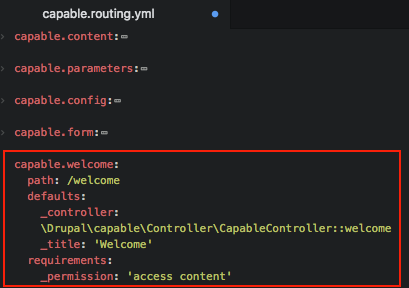 capable.routing.yml
capable.content:
capable.parameters:
capable.config:
capable.form:
capable.welcome:
path: /welcome
defaults:
_controller:
\Drupal\capable\Controller\CapableController::welcome
_title: 'Welcome'
requirements:
_permission: 'access content'